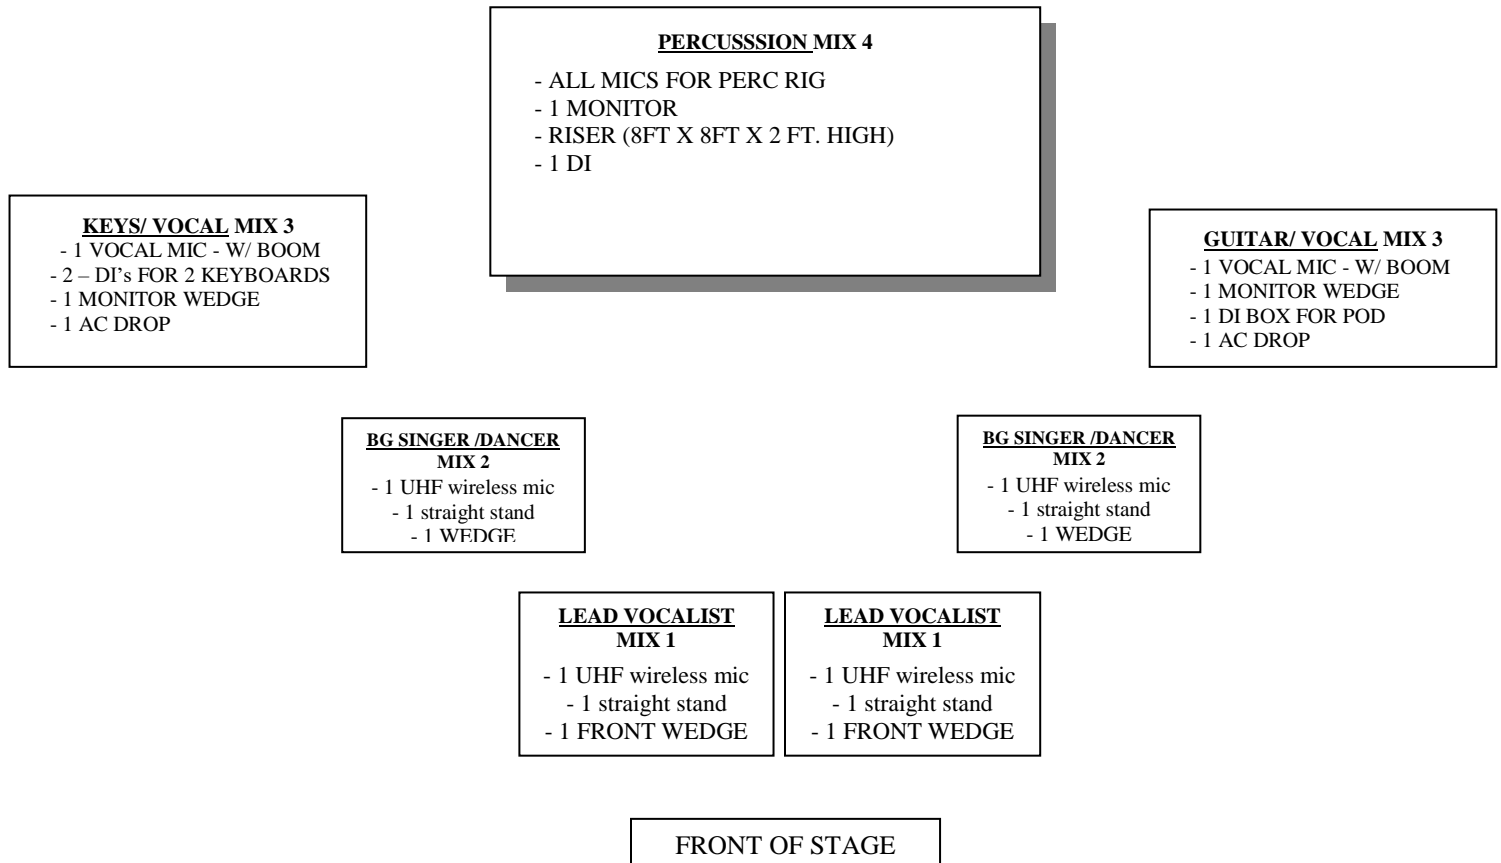 PERCUSSSION MIX 4
- ALL MICS FOR PERC RIG
- 1 MONITOR
- RISER (8FT X 8FT X 2 FT. HIGH)
- 1 DI
KEYS/ VOCAL MIX 3
- 1 VOCAL MIC - W/ BOOM
- 2 – DI's FOR 2 KEYBOARDS
- 1 MONITOR WEDGE
- 1 AC DROP
GUITAR/ VOCAL MIX 3
- 1 VOCAL MIC - W/ BOOM
- 1 MONITOR WEDGE
- 1 DI BOX FOR POD
- 1 AC DROP
BG SINGER /DANCER
MIX 2
- 1 UHF wireless mic
- 1 straight stand
- 1 WEDGE
BG SINGER /DANCER
MIX 2
- 1 UHF wireless mic
- 1 straight stand
- 1 WEDGE
LEAD VOCALIST
MIX 1
- 1 UHF wireless mic
- 1 straight stand
- 1 FRONT WEDGE
LEAD VOCALIST
MIX 1
- 1 UHF wireless mic
- 1 straight stand
- 1 FRONT WEDGE
FRONT OF STAGE